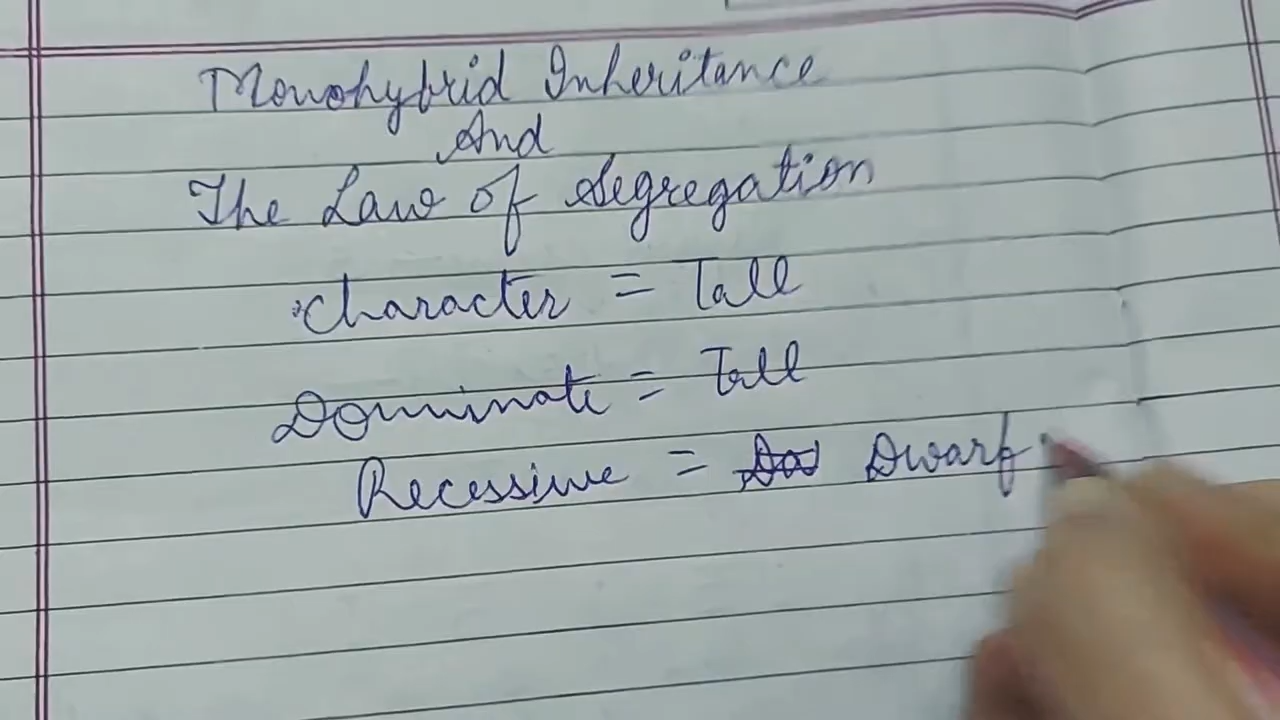 Monohybrid Inheritance
And
The Law of Segregation
Character = Tall
Dominate = Tall
Recessive = Dwarf